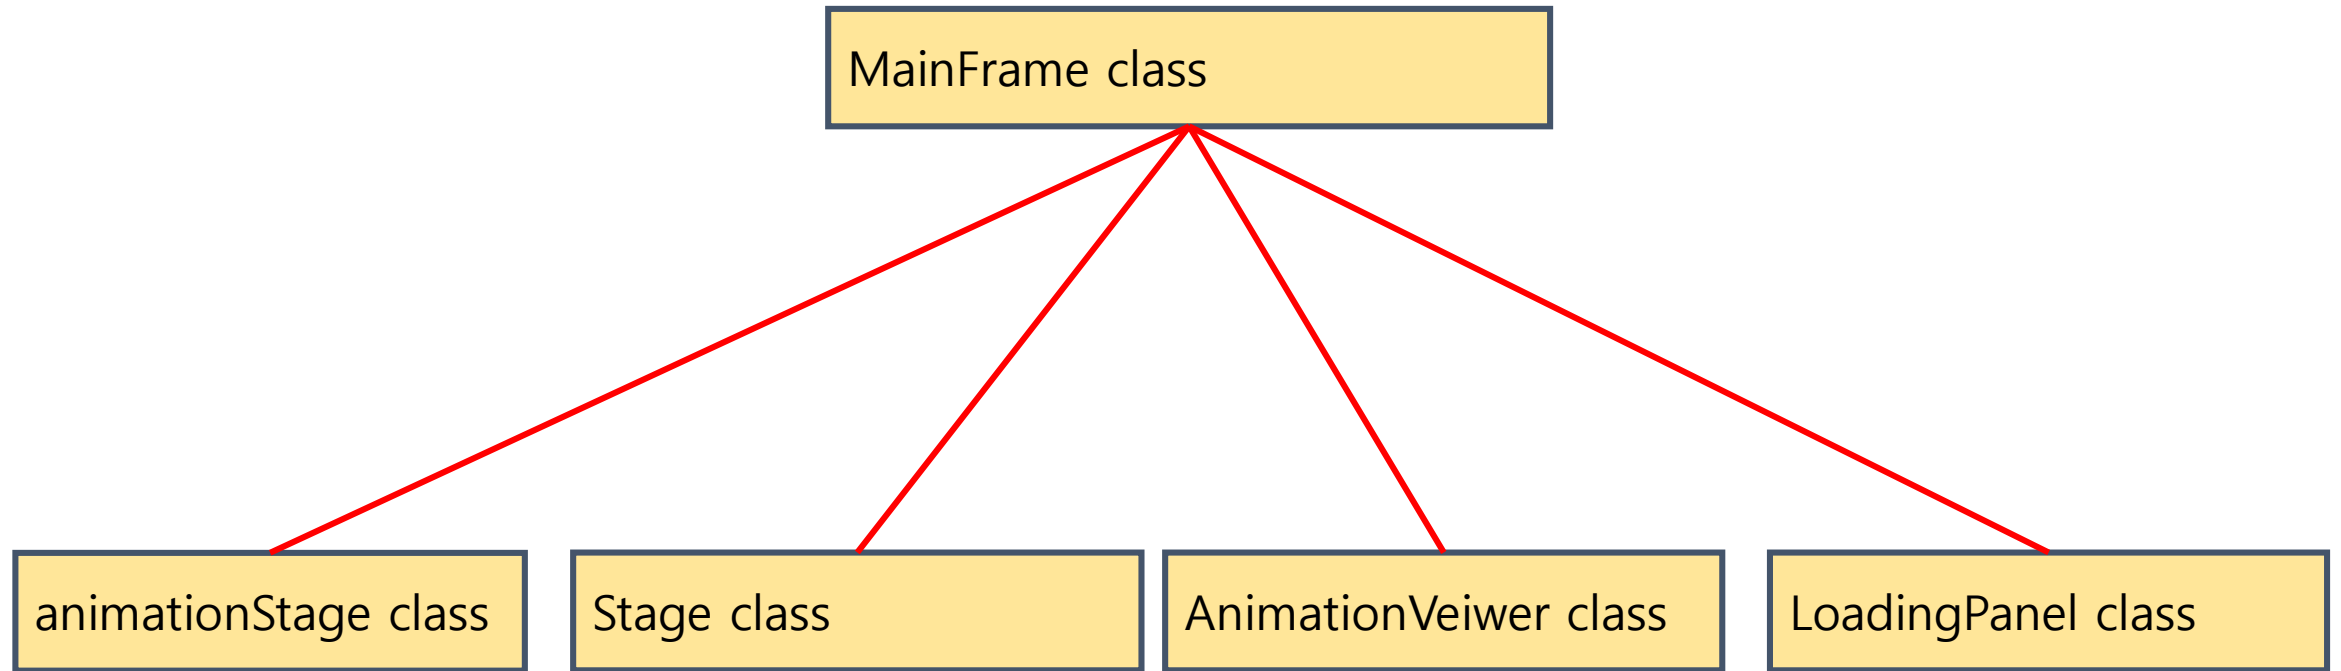 MainFrame class
animationStage class
Stage class
AnimationVeiwer class
LoadingPanel class